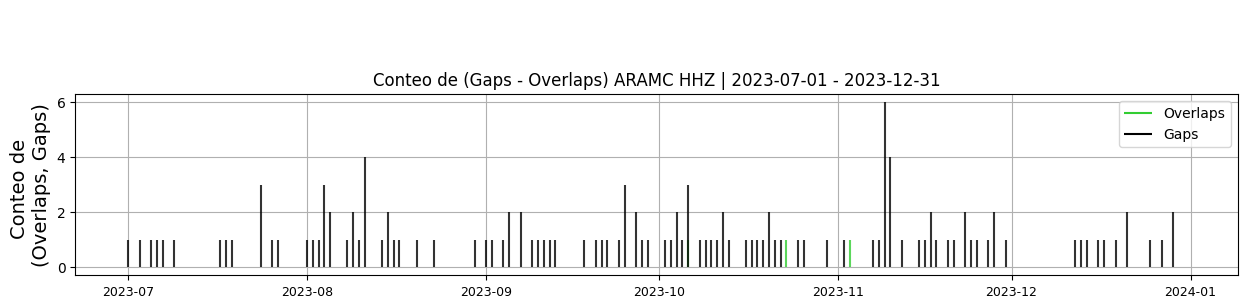 Conteo de (Gaps - Overlaps) ARAMC HHZ | 2023-07-01 - 2023-12-31
Conteo de
(Overlaps, Gaps)
6
4
2
0
Overlaps
Gaps
2023-07
2023-08
2023-09
2023-10
2023-11
2023-12
2024-01